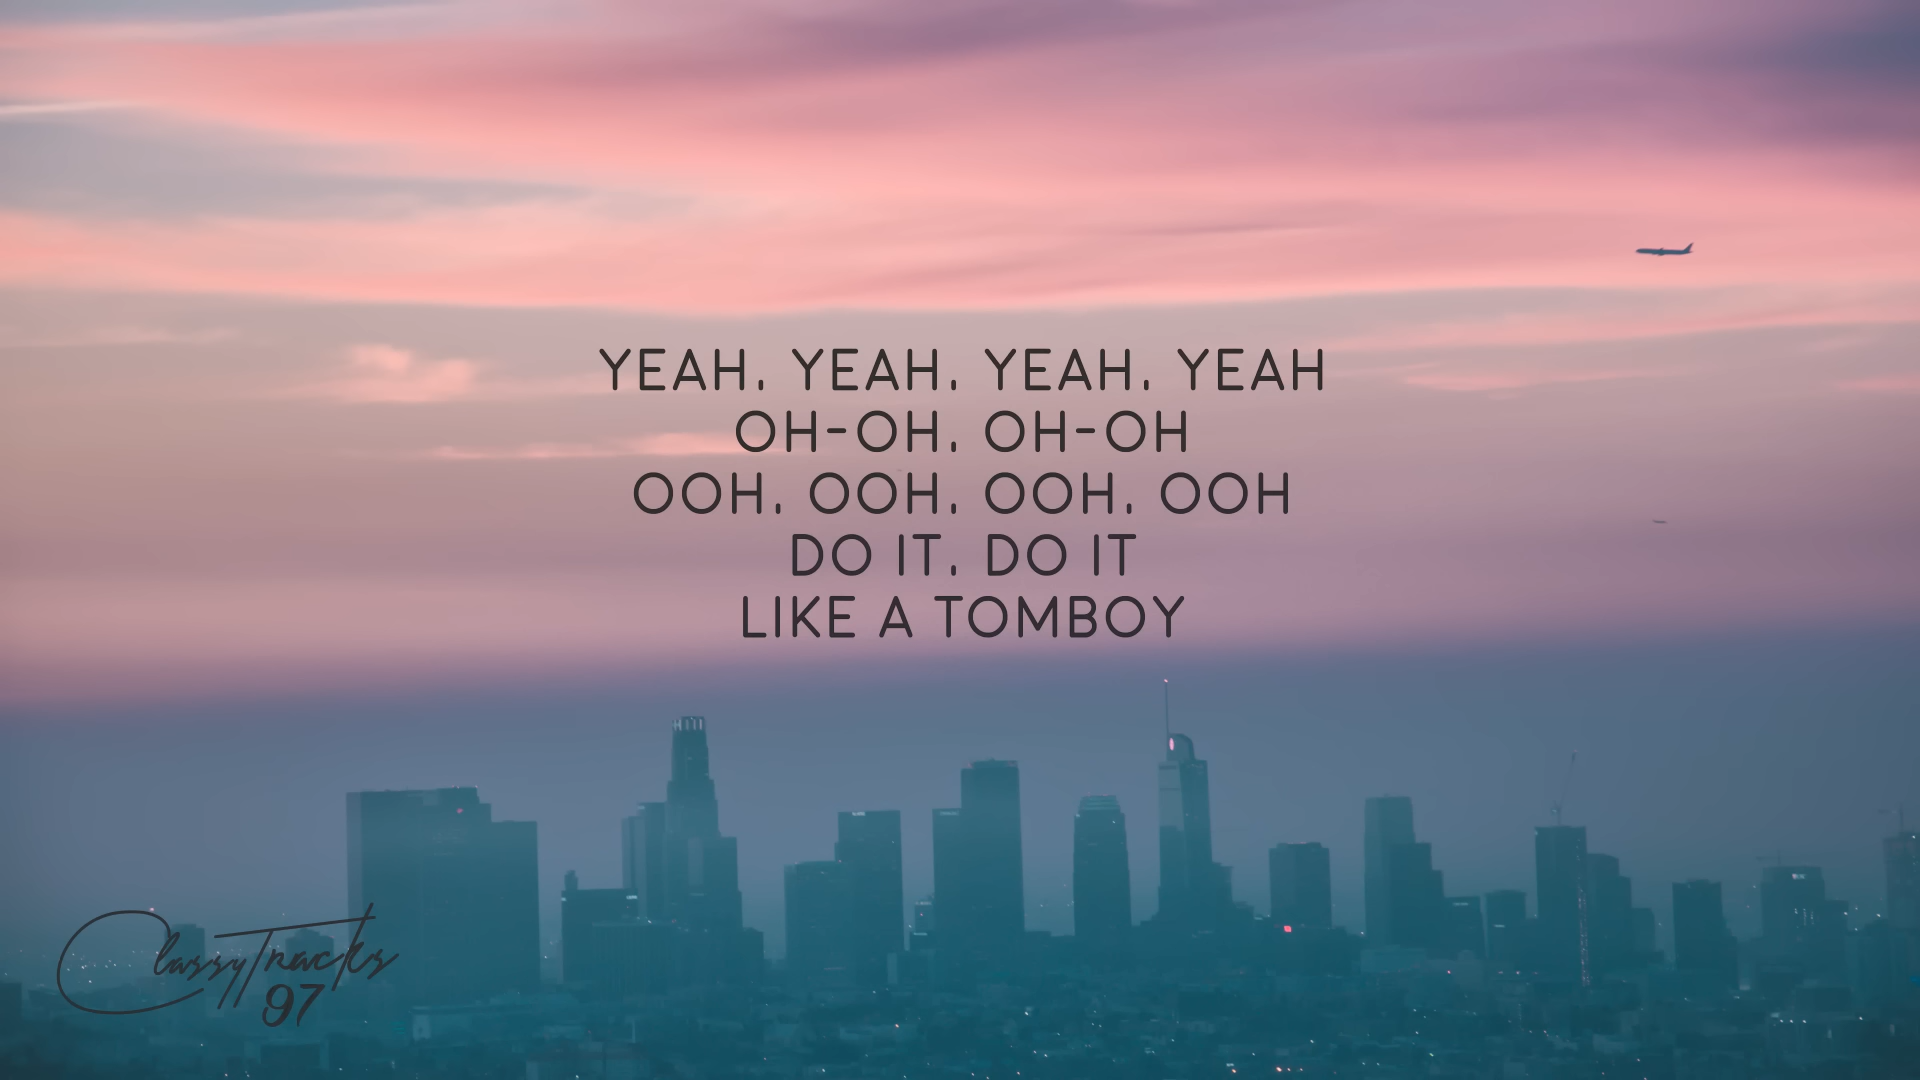 YEAH, YEAH, YEAH, YEAH
OH-OH, OH-OH
OOH, OOH, OOH, OOH
DO IT, DO IT
LIKE A TOMBOY
ClassyTracks
97